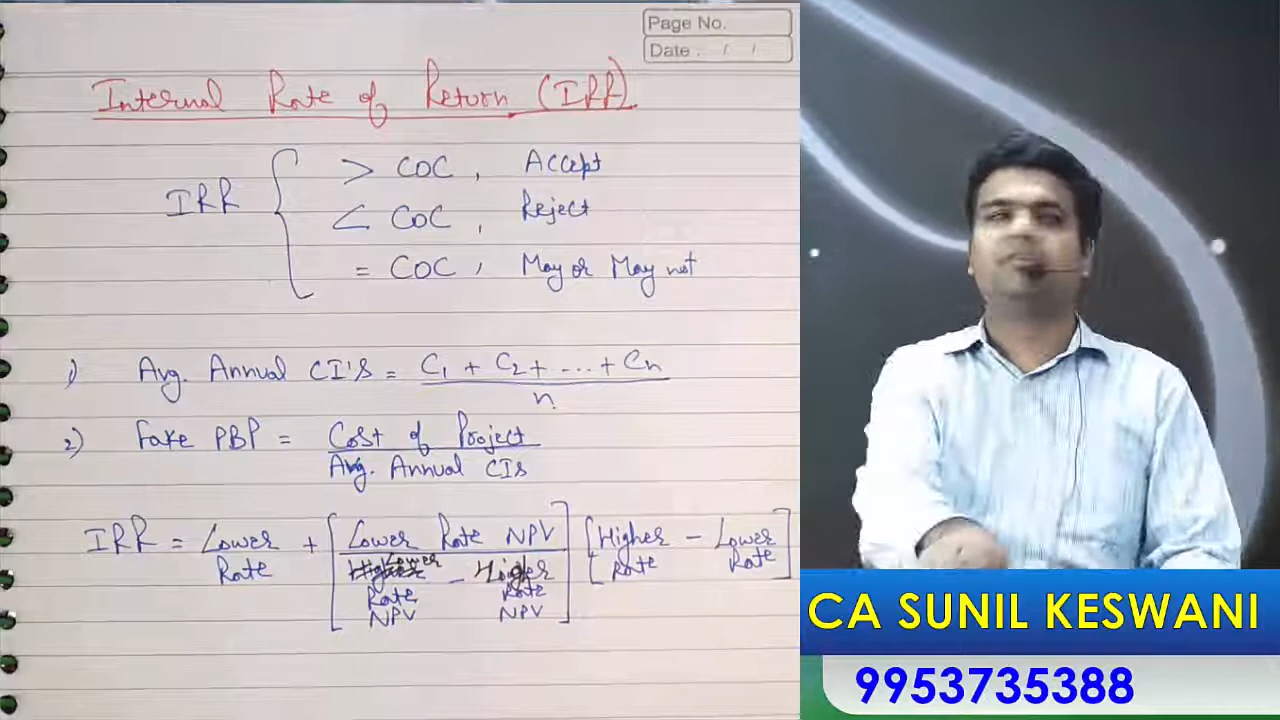 Page No.
Date : / /
Internal Rate of Return (IRR)
IRR { > COC, Accept
< COC, Reject
= COC, May or May not
1) Avg. Annual CI's = C1 + C2 + ... + Cn
n
2) Fake PBP = Cost of Project
Avg. Annual CIs
IRR = Lower Rate + [ Lower Rate NPV
Lower Rate NPV - Higher Rate NPV ] [ Higher Rate - Lower Rate ]
CA SUNIL KESWANI
9953735388